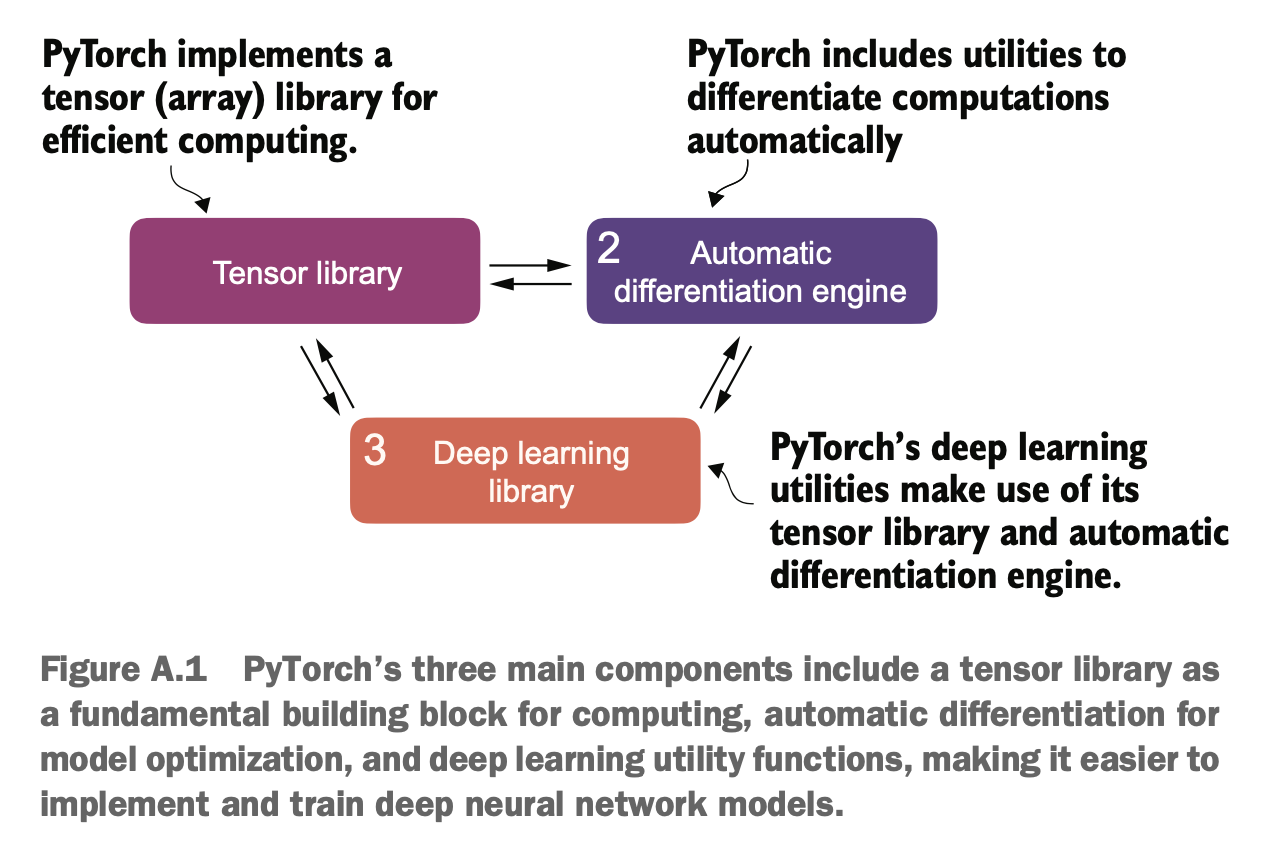 PyTorch implements a
tensor (array) library for
efficient computing.
PyTorch includes utilities to
differentiate computations
automatically
Tensor library
2
Automatic
differentiation engine
3
Deep learning
library
PyTorch’s deep learning
utilities make use of its
tensor library and automatic
differentiation engine.
Figure A.1 PyTorch’s three main components include a tensor library as
a fundamental building block for computing, automatic differentiation for
model optimization, and deep learning utility functions, making it easier to
implement and train deep neural network models.